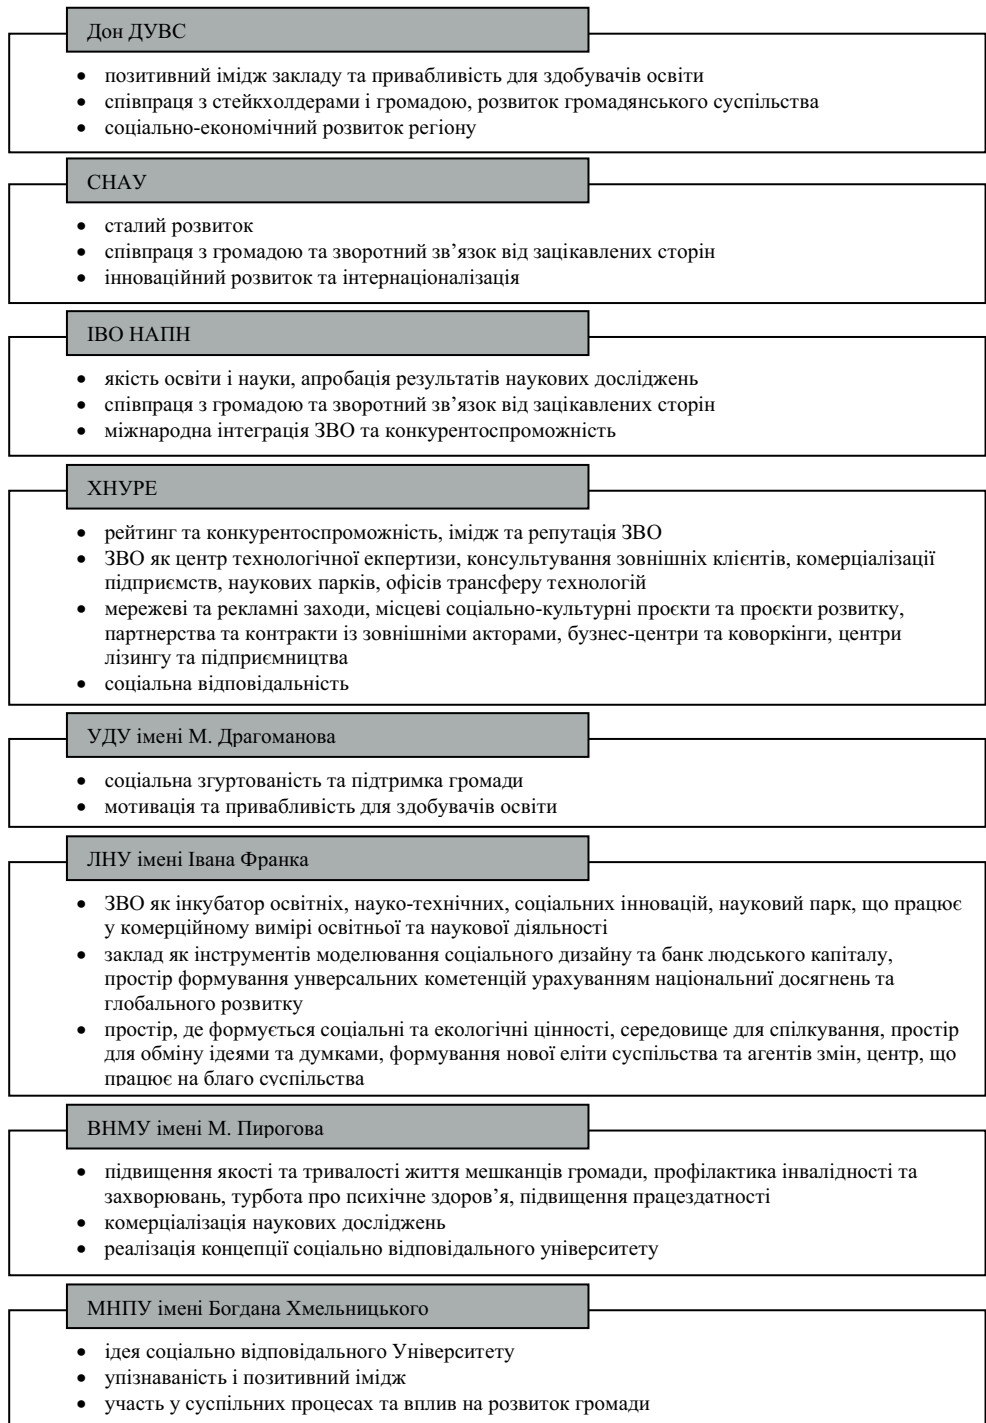 Дон ДУВС
• позитивний імідж закладу та привабливість для здобувачів освіти
• співпраця з стейкхолдерами і громадою, розвиток громадянського суспільства
• соціально-економічний розвиток регіону
СНАУ
• сталий розвиток
• співпраця з громадою та зворотний зв’язок від зацікавлених сторін
• інноваційний розвиток та інтернаціоналізація
ІВО НАПН
• якість освіти і науки, апробація результатів наукових досліджень
• співпраця з громадою та зворотний зв’язок від зацікавлених сторін
• міжнародна інтеграція ЗВО та конкурентоспроможність
ХНУРЕ
• рейтинг та конкурентоспроможність, імідж та репутація ЗВО
• ЗВО як центр технологічної експертизи, консультування зовнішніх клієнтів, комерціалізації
підприємств, наукових парків, офісів трансферу технологій
• мережеві та рекламні заходи, місцеві соціально-культурні проєкти та проєкти розвитку,
партнерства та контракти із зовнішніми акторами, бузнес-центри та коворкінги, центри
лізингу та підприємництва
• соціальна відповідальність
УДУ імені М. Драгоманова
• соціальна згуртованість та підтримка громади
• мотивація та привабливість для здобувачів освіти
ЛНУ імені Івана Франка
• ЗВО як інкубатор освітніх, науко-технічних, соціальних інновацій, науковий парк, що працює
у комерційному вимірі освітньої та наукової діяльності
• заклад як інструментів моделювання соціального дизайну та банк людського капіталу,
простір формування унверсальних кометенцій урахуванням національниї досягнень та
глобального розвитку
• простір, де формується соціальні та екологічні цінності, середовище для спілкування, простір
для обміну ідеями та думками, формування нової еліти суспільства та агентів змін, центр, що
працює на благо суспільства
ВНМУ імені М. Пирогова
• підвищення якості та тривалості життя мешканців громади, профілактика інвалідності та
захворювань, турбота про психічне здоров’я, підвищення працездатності
• комерціалізація наукових досліджень
• реалізація концепції соціально відповідального університету
МНПУ імені Богдана Хмельницького
• ідея соціально відповідального Університету
• упізнаваність і позитивний імідж
• участь у суспільних процесах та вплив на розвиток громади